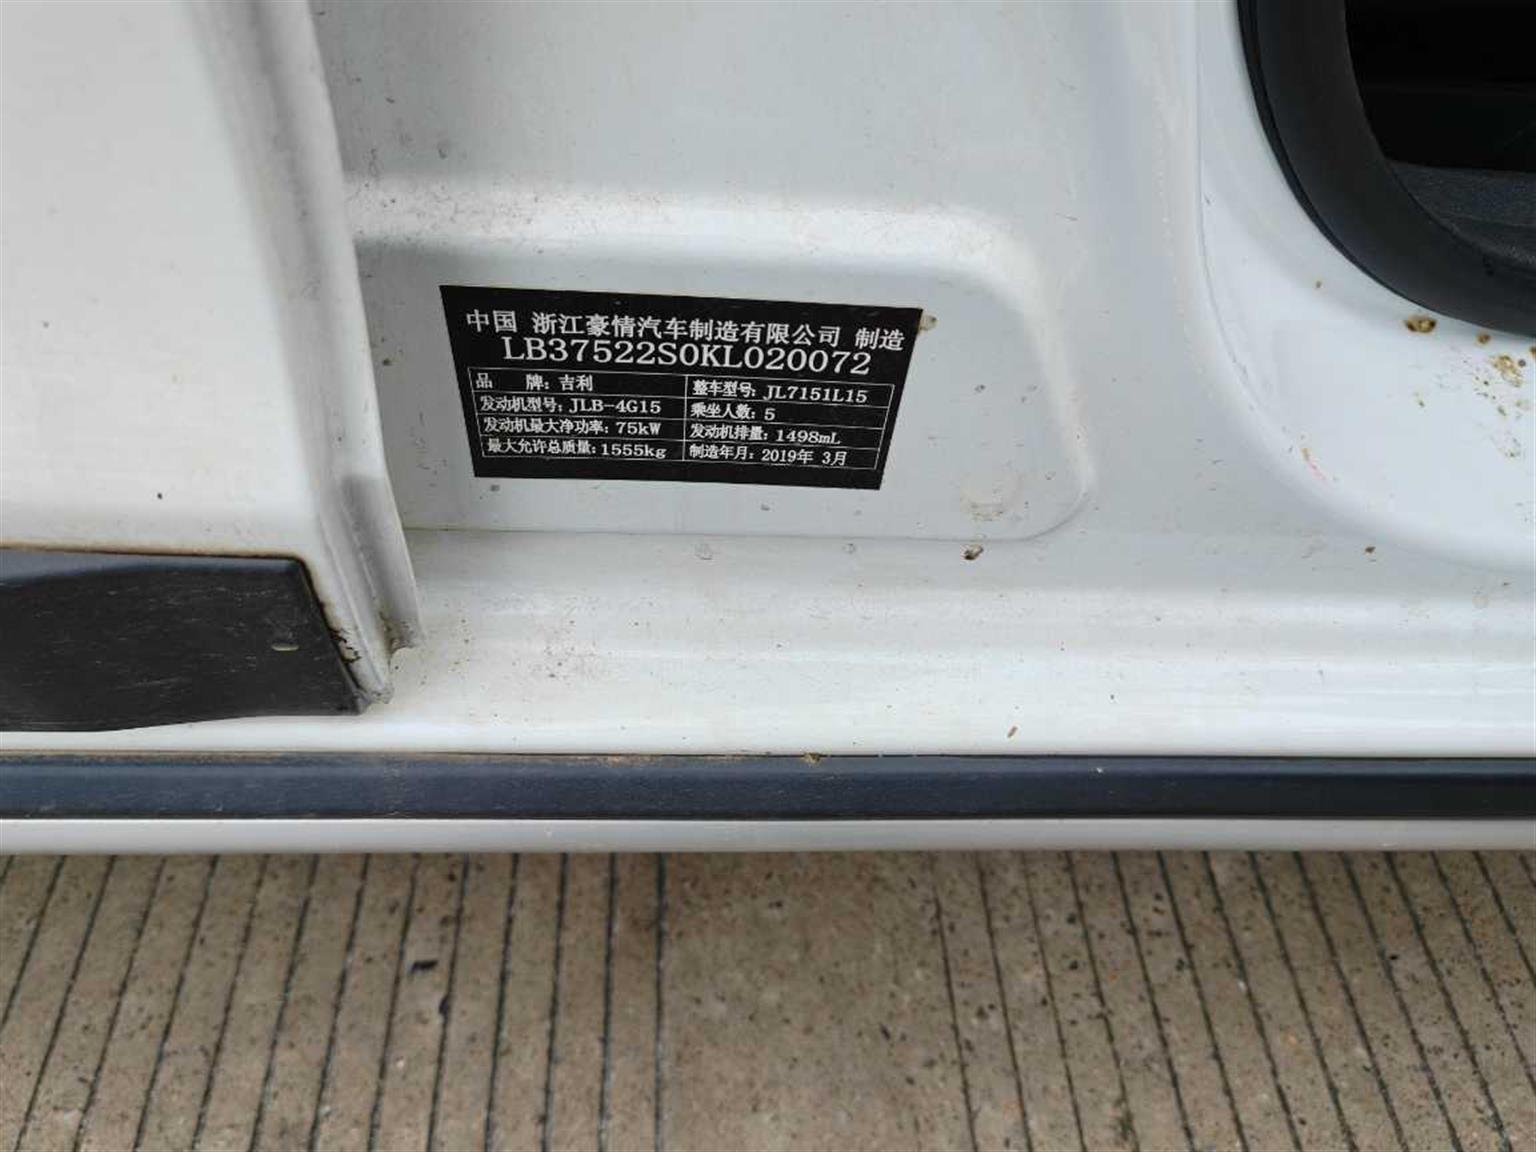 中国 浙江豪情汽车制造有限公司 制造
LB37522S0KL020072
品 牌：吉利 整车型号：JL7151L15
发动机型号：JLB-4G15 乘坐人数：5
发动机最大净功率：75kW 发动机排量：1498mL
最大允许总质量：1555kg 制造年月：2019年 3月